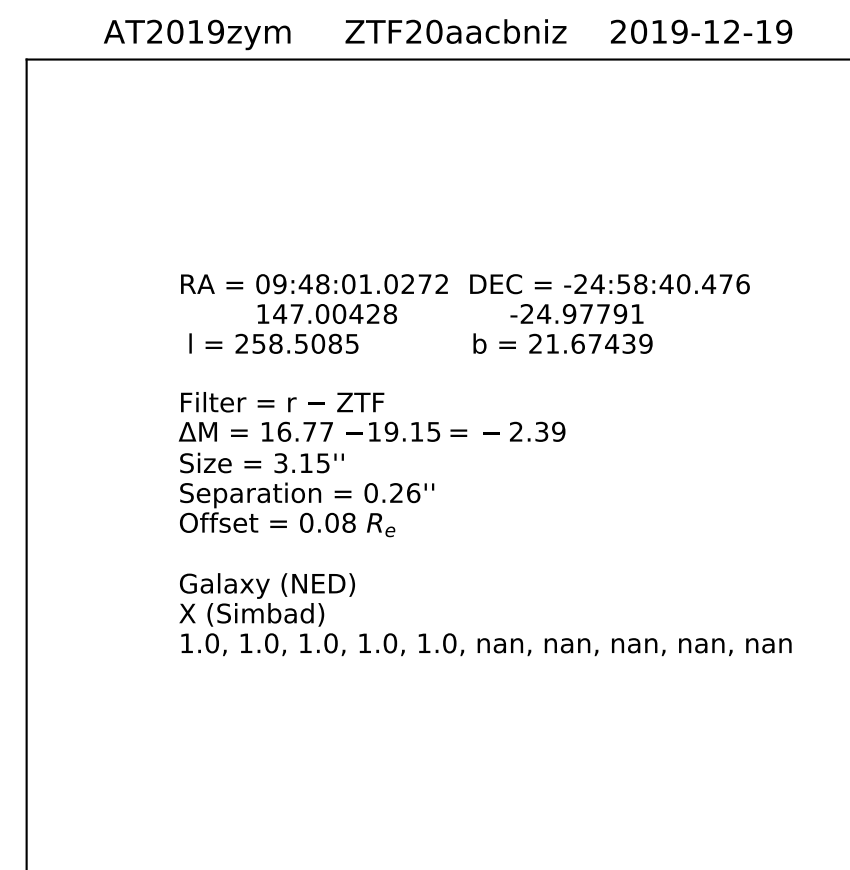 AT2019zym ZTF20aacbniz 2019-12-19
RA = 09:48:01.0272 DEC = -24:58:40.476
147.00428 -24.97791
l = 258.5085 b = 21.67439
Filter = r − ZTF
ΔM = 16.77 −19.15 = − 2.39
Size = 3.15''
Separation = 0.26''
Offset = 0.08 Re
Galaxy (NED)
X (Simbad)
1.0, 1.0, 1.0, 1.0, 1.0, nan, nan, nan, nan, nan